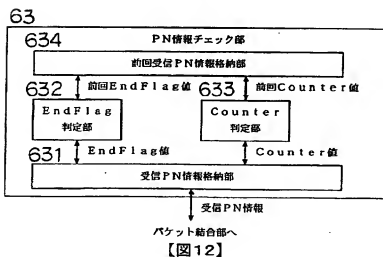 63
PN情報チェック部
634
前回受信PN情報格納部
632
前回EndFlag値
633
前回Counter値
EndFlag
判定部
Counter
判定部
631
EndFlag値
Counter値
受信PN情報格納部
受信PN情報
パケット結合部へ
【図12】